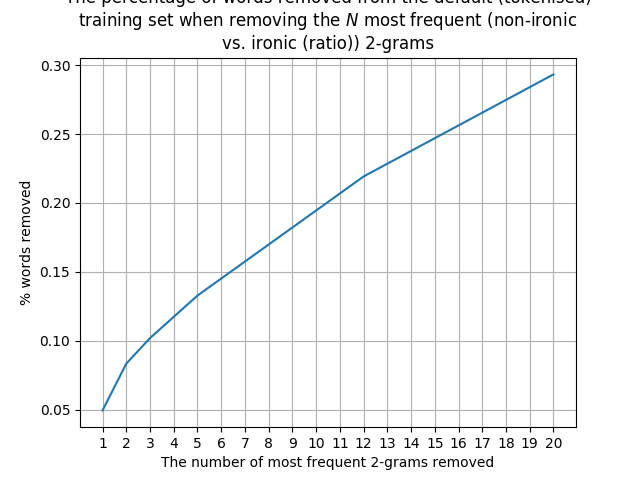 The percentage of words removed from the default (tokenised)
training set when removing the N most frequent (non-ironic
vs. ironic (ratio)) 2-grams
0.30
0.25
0.20
0.15
0.10
0.05
% words removed
1 2 3 4 5 6 7 8 9 10 11 12 13 14 15 16 17 18 19 20
The number of most frequent 2-grams removed